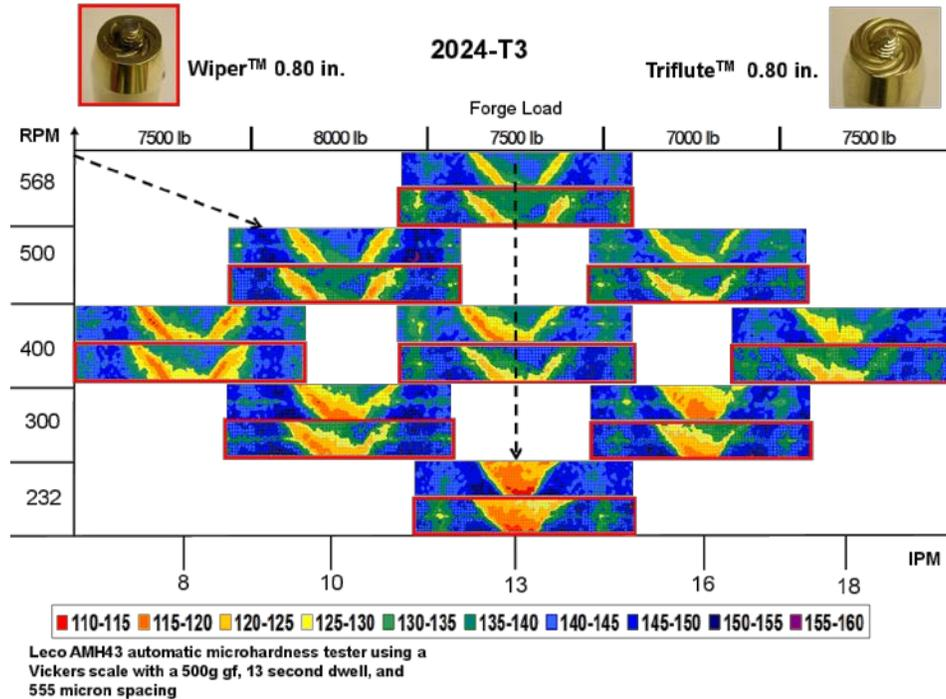 2024-T3
Wiper™ 0.80 in.
Triflute™ 0.80 in.
Forge Load
RPM
7500 lb
8000 lb
7500 lb
7000 lb
7500 lb
568
500
400
300
232
8
10
13
16
18
IPM
110-115
115-120
120-125
125-130
130-135
135-140
140-145
145-150
150-155
155-160
Leco AMH43 automatic microhardness tester using a
Vickers scale with a 500g gf, 13 second dwell, and
555 micron spacing